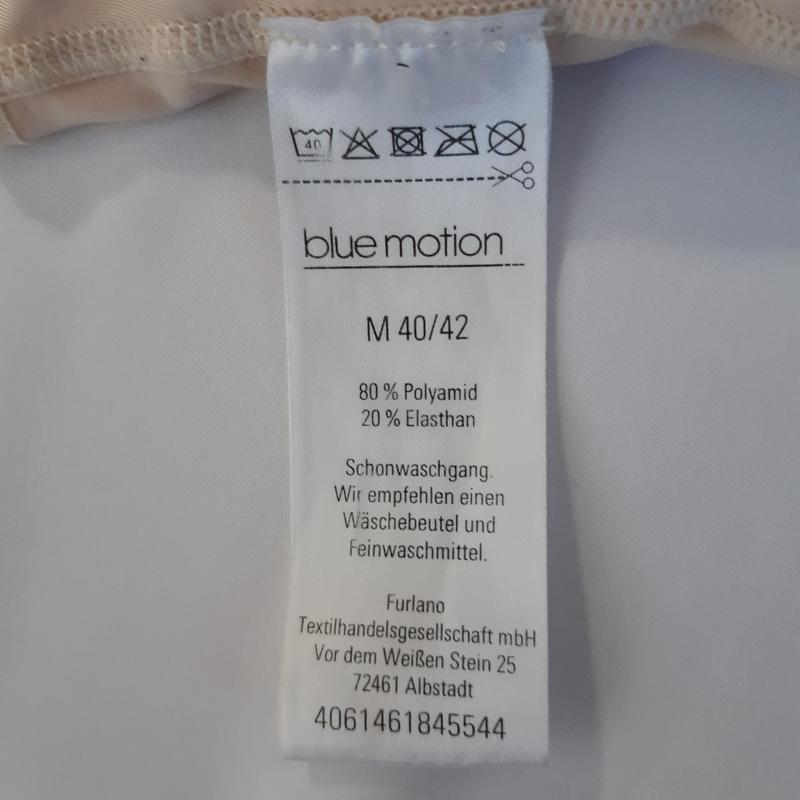 40
blue motion
M 40/42
80 % Polyamid
20 % Elasthan
Schonwaschgang.
Wir empfehlen einen
Wäschebeutel und
Feinwaschmittel.
Furlano
Textilhandelsgesellschaft mbH
Vor dem Weißen Stein 25
72461 Albstadt
4061461845544